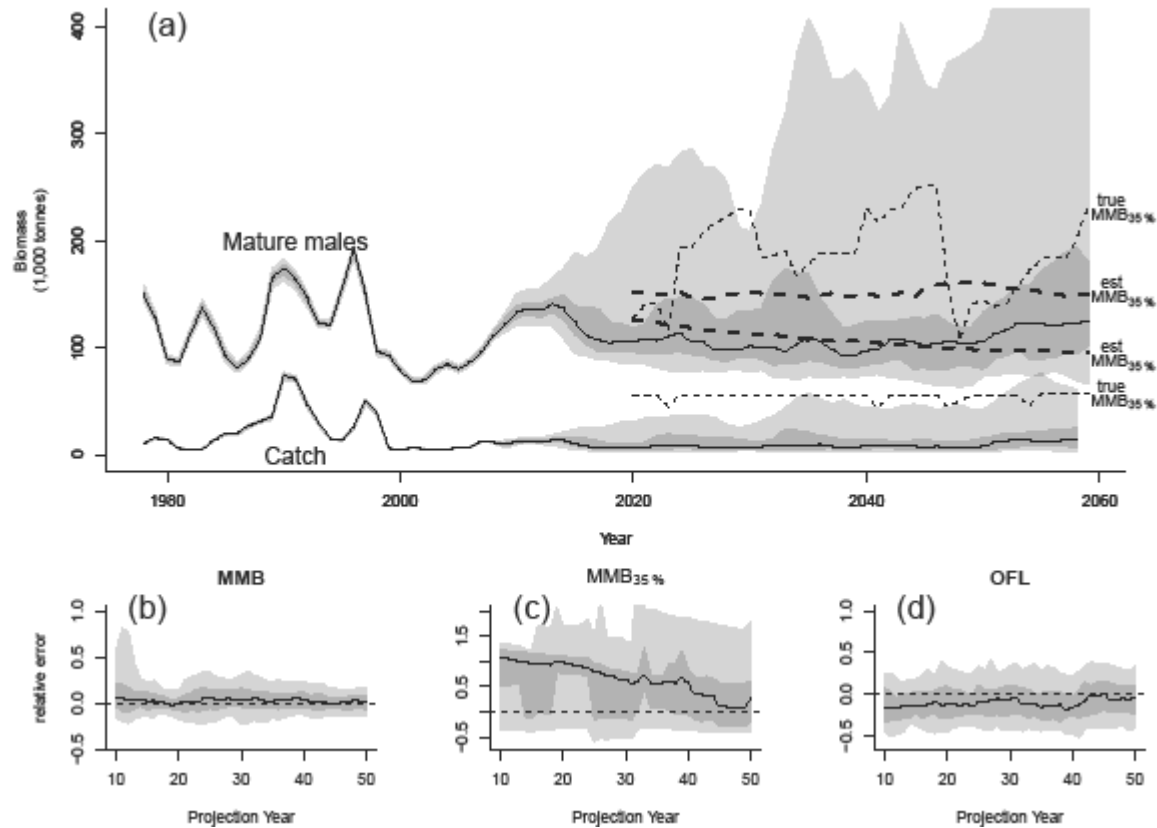 (a)
400
300
200
100
0
Biomass
(1,000 tonnes)
Mature males
Catch
true
MMB35 %
est
MMB35 %
est
MMB35 %
true
MMB35 %
1980
2000
2020
2040
2060
Year
MMB
(b)
1.0
0.5
0.0
−0.5
relative error
10
20
30
40
50
Projection Year
MMB35 %
(c)
1.5
0.5
−0.5
10
20
30
40
50
Projection Year
OFL
(d)
1.0
0.5
0.0
−0.5
10
20
30
40
50
Projection Year